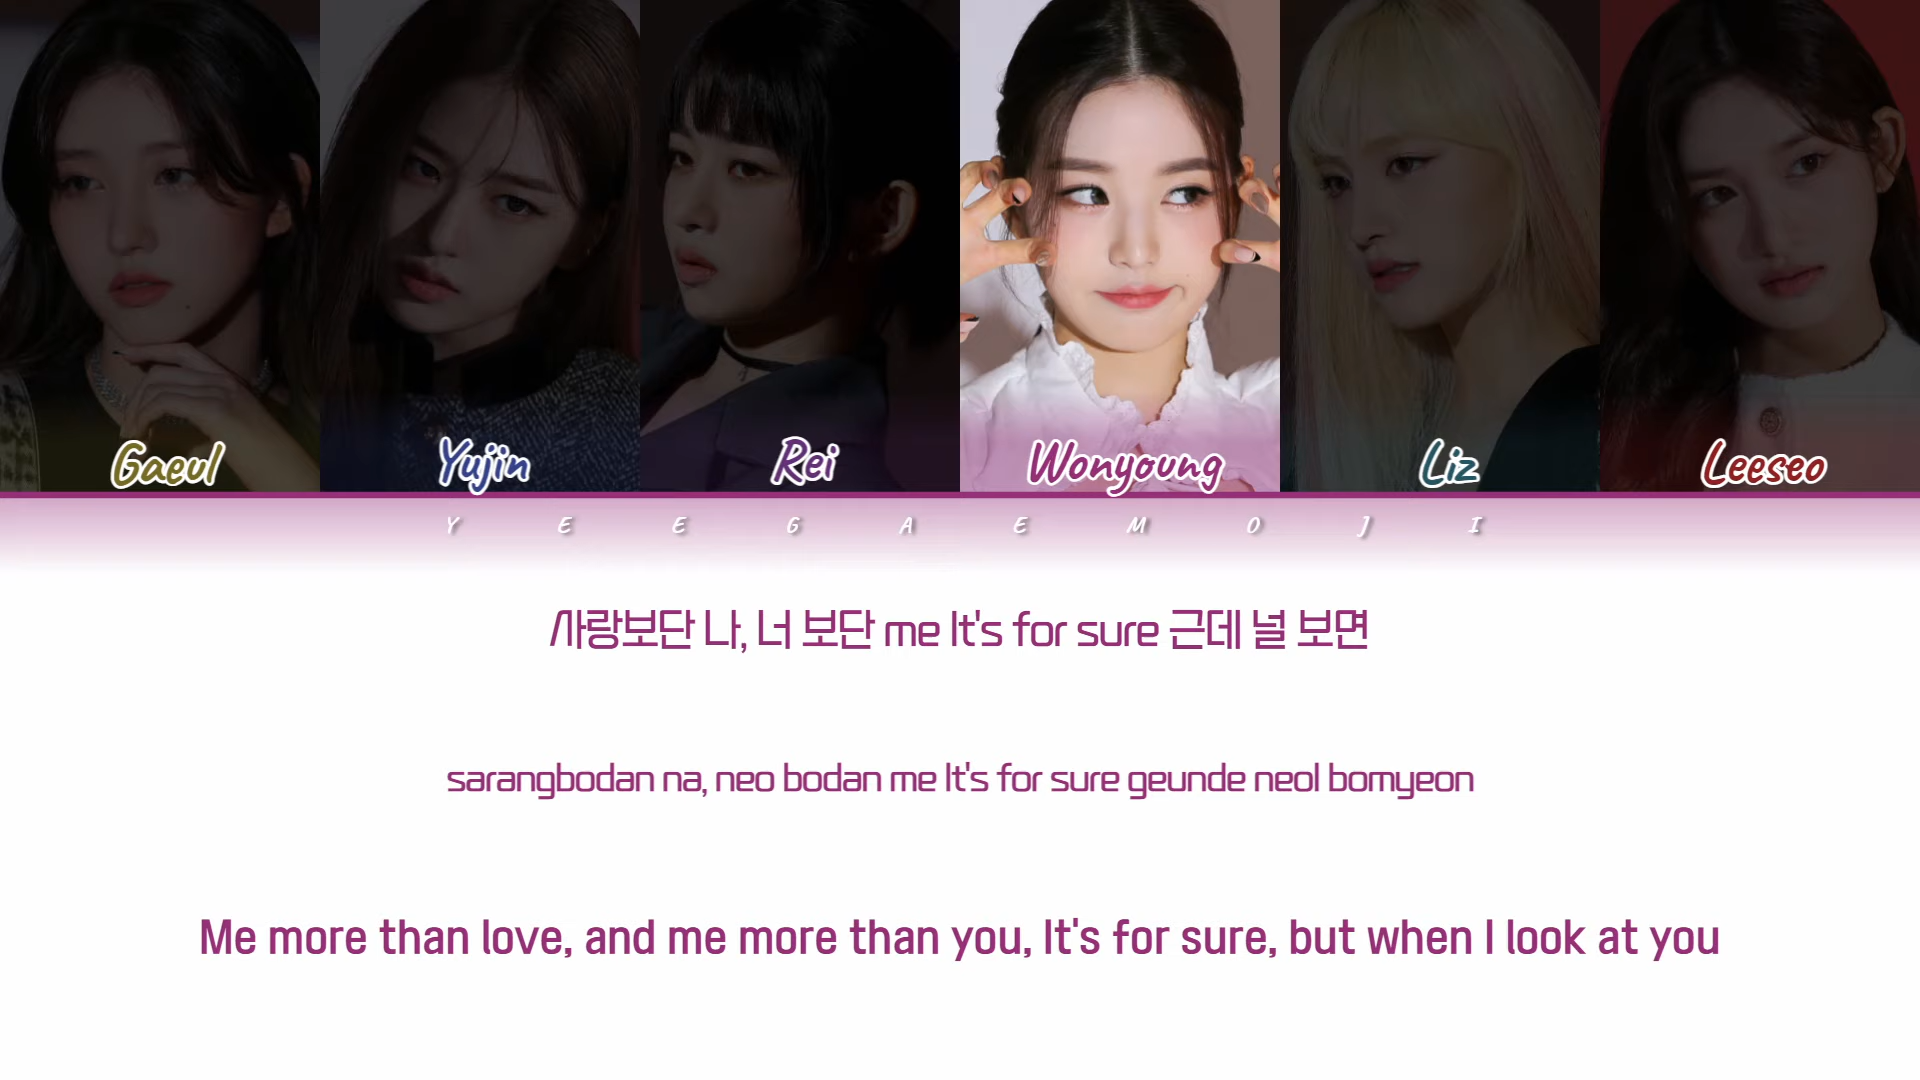 Gaeul Yujin Rei Wonyoung Liz Leeseo
YEEGAEMOJI
사랑보단 나, 너 보단 me It's for sure 근데 널 보면
sarangbodan na, neo bodan me It's for sure geunde neol bomyeon
Me more than love, and me more than you, It's for sure, but when I look at you